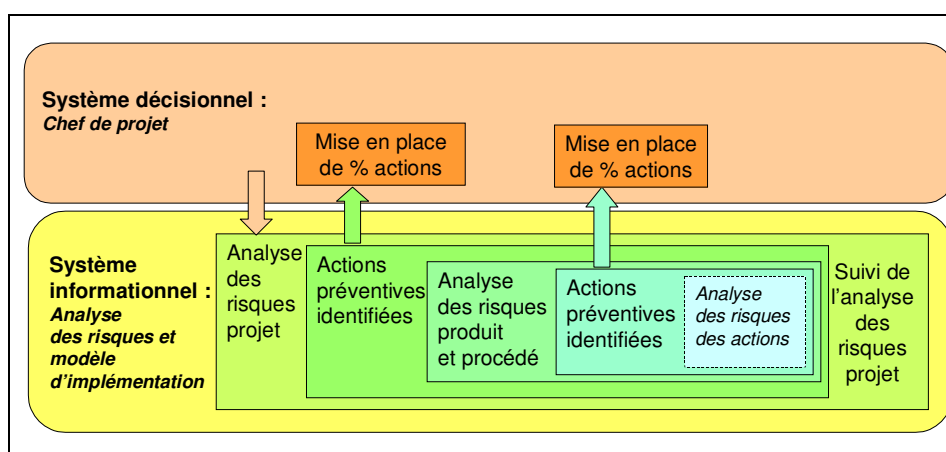 Système décisionnel :
Chef de projet
Mise en place
de % actions
Mise en place
de % actions
Système
informationnel :
Analyse
des risques et
modèle
d'implémentation
Analyse
des
risques
projet
Actions
préventives
identifiées
Analyse
des risques
produit
et procédé
Actions
préventives
identifiées
Analyse
des risques
des actions
Suivi de
l'analyse
des
risques
projet